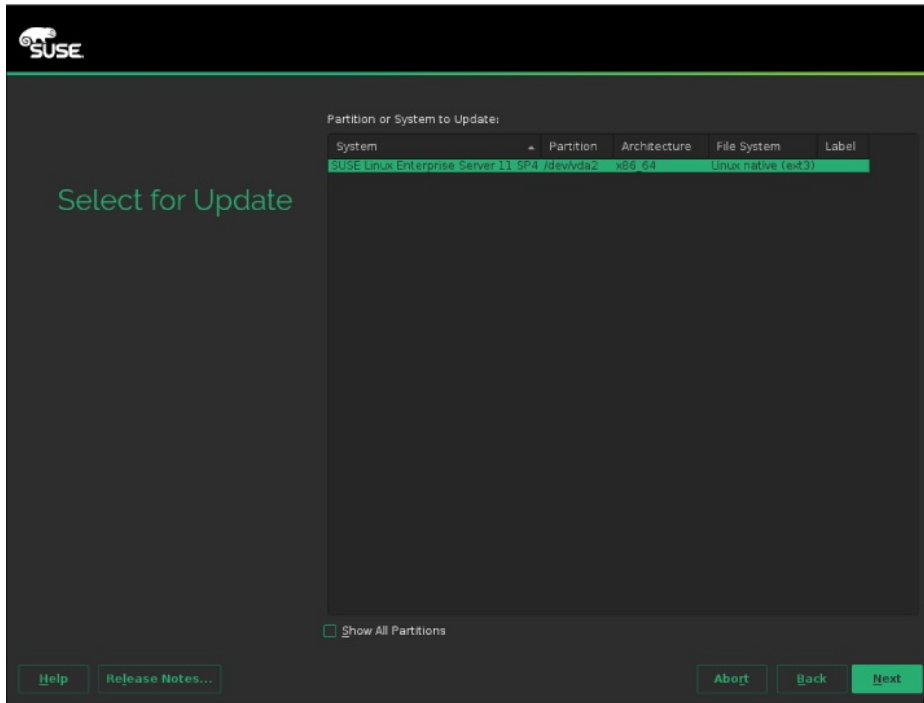 SUSE
Partition or System to Update:
System Partition Architecture File System Label
SUSE Linux Enterprise Server 11 SP4 /dev/vda2 x86_64 Linux native (ext3)
Select for Update
Show All Partitions
Help Release Notes... Abort Back Next